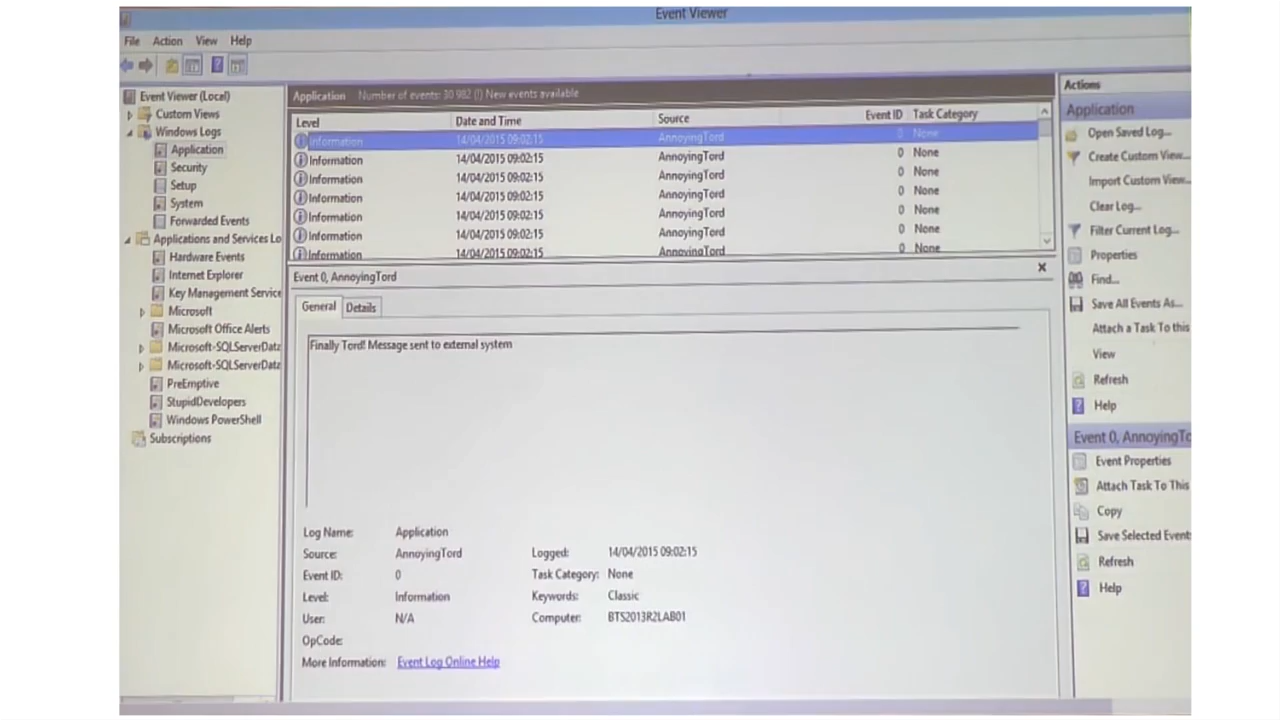 Event Viewer
File Action View Help
Event Viewer (Local)
Custom Views
Windows Logs
Application
Security
Setup
System
Forwarded Events
Applications and Services Lo
Hardware Events
Internet Explorer
Key Management Service
Microsoft
Microsoft Office Alerts
Microsoft-SQLServerData
Microsoft-SQLServerData
PreEmptive
StupidDevelopers
Windows PowerShell
Subscriptions
Application Number of events: 30 982 (!) New events available
Level Date and Time Source Event ID Task Category
Information 14/04/2015 09:02:15 AnnoyingTord 0 None
Information 14/04/2015 09:02:15 AnnoyingTord 0 None
Information 14/04/2015 09:02:15 AnnoyingTord 0 None
Information 14/04/2015 09:02:15 AnnoyingTord 0 None
Information 14/04/2015 09:02:15 AnnoyingTord 0 None
Information 14/04/2015 09:02:15 AnnoyingTord 0 None
Information 14/04/2015 09:02:15 AnnoyingTord 0 None
Event 0, AnnoyingTord
General Details
Finally Tord! Message sent to external system
Log Name: Application
Source: AnnoyingTord Logged: 14/04/2015 09:02:15
Event ID: 0 Task Category: None
Level: Information Keywords: Classic
User: N/A Computer: BTS2013R2LAB01
OpCode:
More Information: Event Log Online Help
Actions
Application
Open Saved Log...
Create Custom View...
Import Custom View...
Clear Log...
Filter Current Log...
Properties
Find...
Save All Events As...
Attach a Task To this
View
Refresh
Help
Event 0, AnnoyingTo
Event Properties
Attach Task To This
Copy
Save Selected Events
Refresh
Help